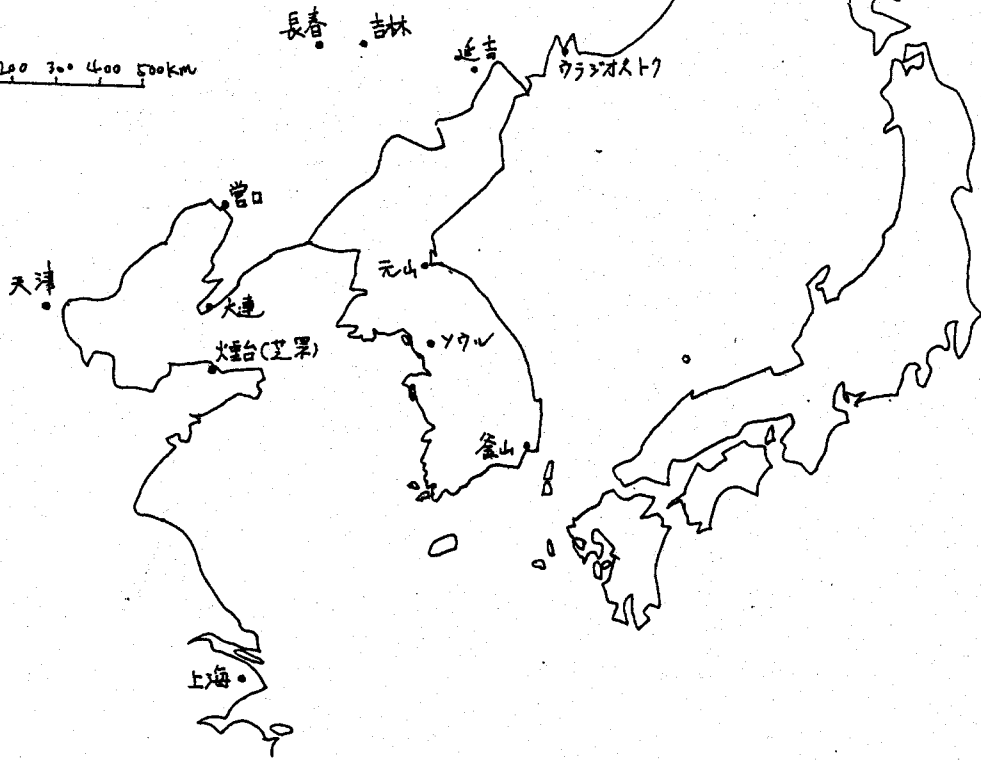 長春 吉林
延吉
ウラジオストク
200 300 400 500km
営口
天津
大連
元山
煙台(芝罘)
ソウル
釜山
上海